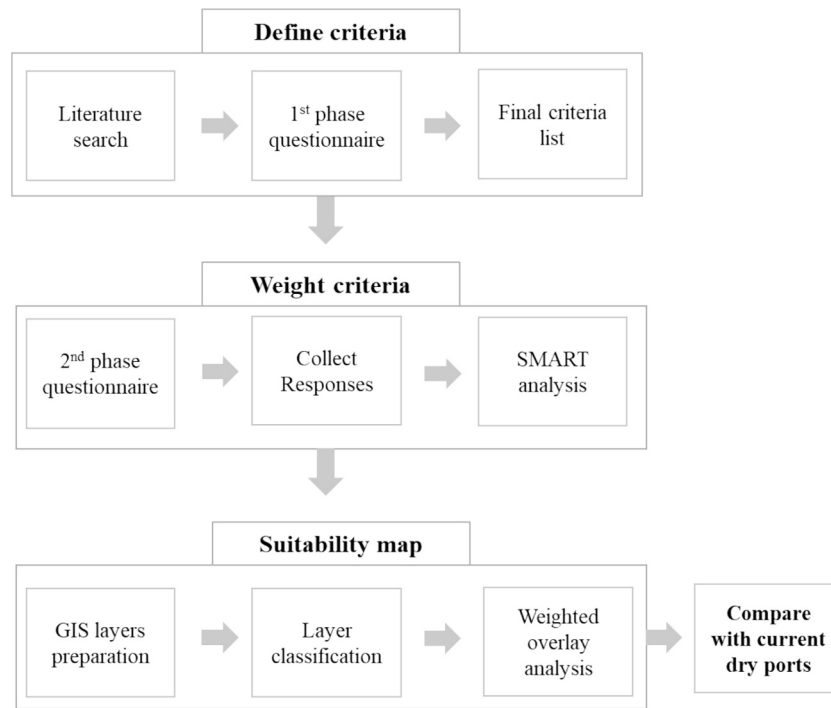 Define criteria
Literature
search
1st phase
questionnaire
Final criteria
list
Weight criteria
2nd phase
questionnaire
Collect
Responses
SMART
analysis
Suitability map
GIS layers
preparation
Layer
classification
Weighted
overlay
analysis
Compare
with current
dry ports